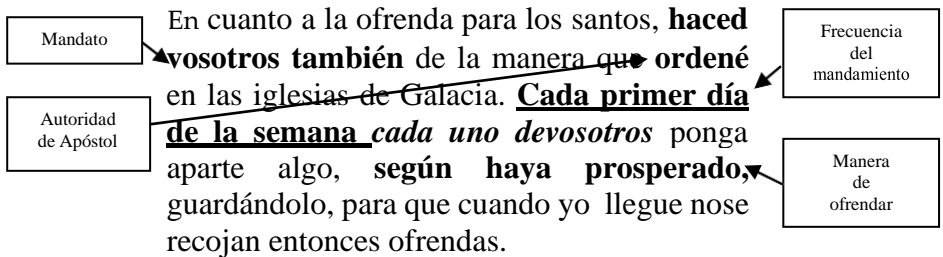 Mandato
Autoridad
de Apóstol
En cuanto a la ofrenda para los santos, haced
vosotros también de la manera que ordené
en las iglesias de Galacia. Cada primer día
de la semana cada uno devosotros ponga
aparte algo, según haya prosperado,
guardándolo, para que cuando yo llegue nose
recojan entonces ofrendas.
Frecuencia
del
mandamiento
Manera
de
ofrendar